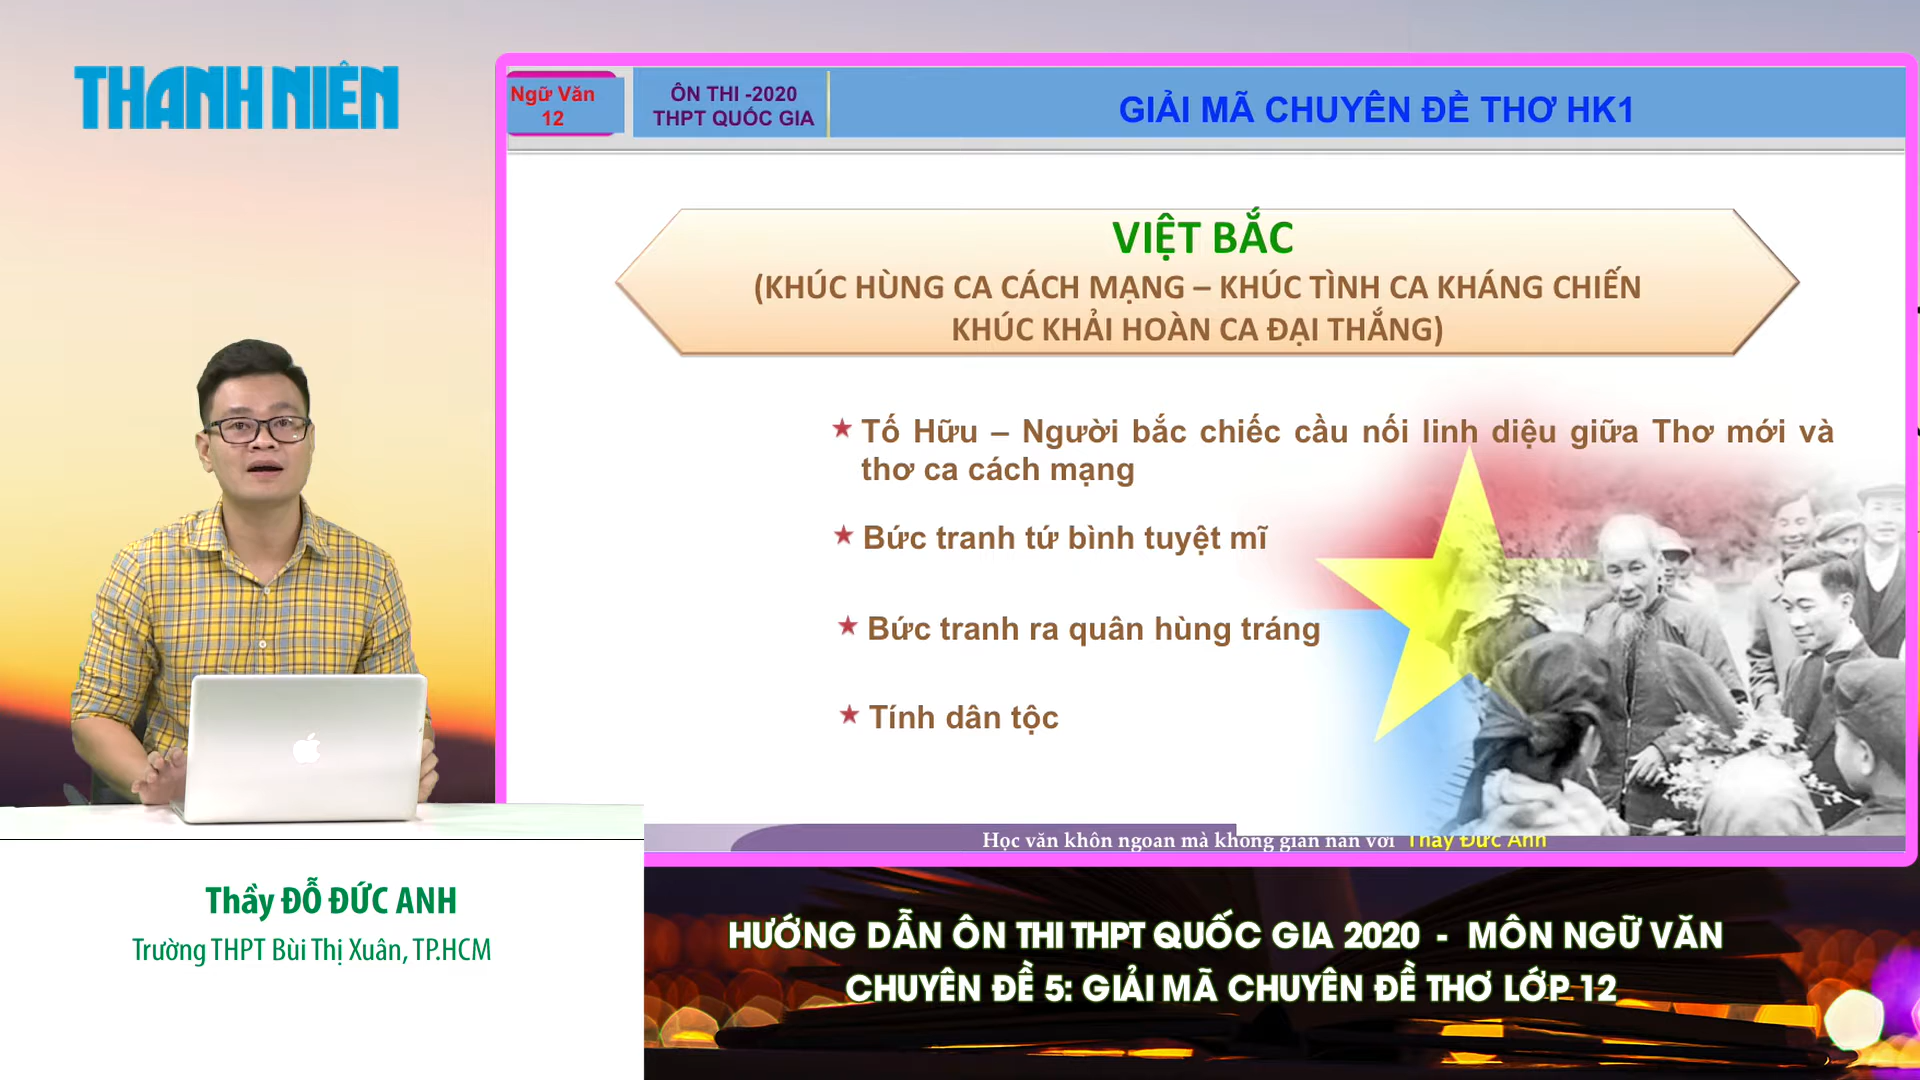 THANH NIÊN
Ngữ Văn
12
ÔN THI -2020
THPT QUỐC GIA
GIẢI MÃ CHUYÊN ĐỀ THƠ HK1
VIỆT BẮC
(KHÚC HÙNG CA CÁCH MẠNG – KHÚC TÌNH CA KHÁNG CHIẾN
KHÚC KHẢI HOÀN CA ĐẠI THẮNG)
Tố Hữu – Người bắc chiếc cầu nối linh diệu giữa Thơ mới và
thơ ca cách mạng
Bức tranh tứ bình tuyệt mĩ
Bức tranh ra quân hùng tráng
Tính dân tộc
Học văn khôn ngoan mà không gian nan với Thầy Đức Anh
Thầy ĐỖ ĐỨC ANH
Trường THPT Bùi Thị Xuân, TP.HCM
HƯỚNG DẪN ÔN THI THPT QUỐC GIA 2020 - MÔN NGỮ VĂN
CHUYÊN ĐỀ 5: GIẢI MÃ CHUYÊN ĐỀ THƠ LỚP 12